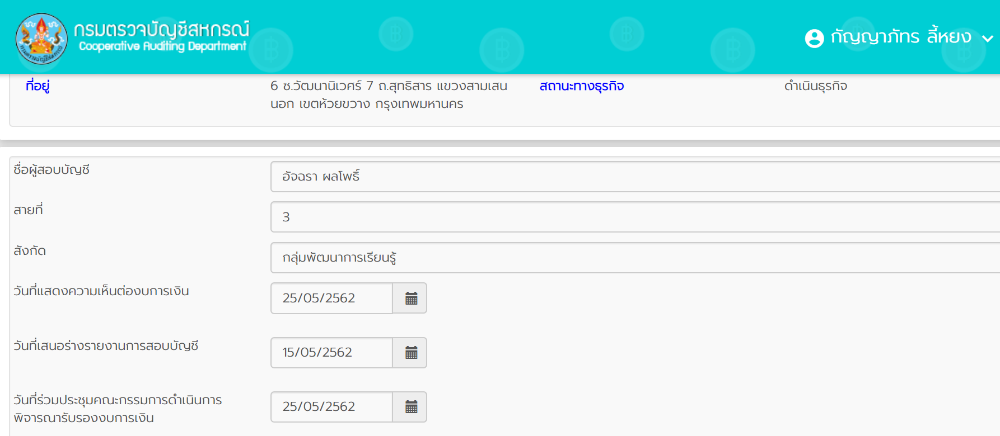 กรมตรวจบัญชีสหกรณ์
Cooperative Auditing Department
กัญญาภัทร ลี้หยง
ที่อยู่
6 ซ.วัฒนานิเวศร์ 7 ถ.สุทธิสาร แขวงสามเสน
นอก เขตห้วยขวาง กรุงเทพมหานคร
สถานะทางธุรกิจ
ดำเนินธุรกิจ
ชื่อผู้สอบบัญชี
อัจฉรา ผลโพธิ์
สายที่
3
สังกัด
กลุ่มพัฒนาการเรียนรู้
วันที่แสดงความเห็นต่องบการเงิน
25/05/2562
วันที่เสนอร่างรายงานการสอบบัญชี
15/05/2562
วันที่ร่วมประชุมคณะกรรมการดำเนินการ
พิจารณารับรองงบการเงิน
25/05/2562